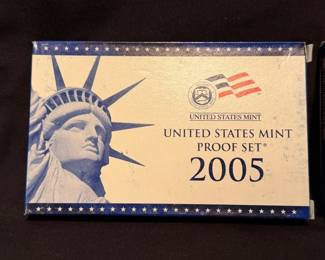 UNITED STATES MINT
UNITED STATES MINT
PROOF SET®
2005